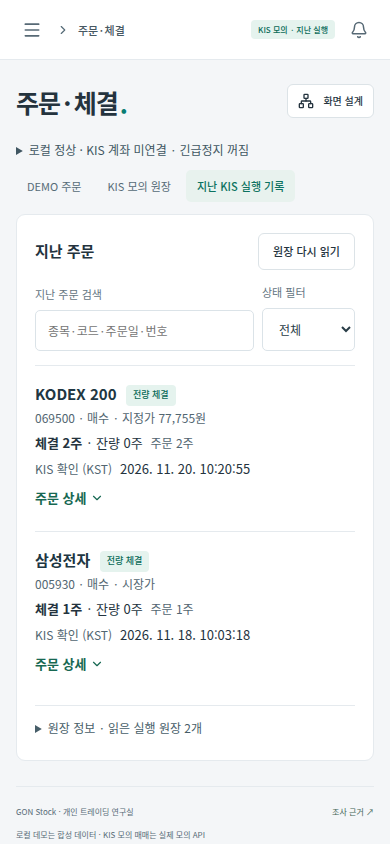 주문·체결
KIS 모의 · 지난 실행
주문·체결.
화면 설계
▶ 로컬 정상 · KIS 계좌 미연결 · 긴급정지 꺼짐
DEMO 주문
KIS 모의 원장
지난 KIS 실행 기록
지난 주문
원장 다시 읽기
지난 주문 검색
상태 필터
종목·코드·주문일·번호
전체
KODEX 200 전량 체결
069500 · 매수 · 지정가 77,755원
체결 2주 · 잔량 0주 주문 2주
KIS 확인 (KST) 2026. 11. 20. 10:20:55
주문 상세
삼성전자 전량 체결
005930 · 매수 · 시장가
체결 1주 · 잔량 0주 주문 1주
KIS 확인 (KST) 2026. 11. 18. 10:03:18
주문 상세
▶ 원장 정보 · 읽은 실행 원장 2개
GON Stock · 개인 트레이딩 연구실
조사 근거 ↗
로컬 데모는 합성 데이터 · KIS 모의 매매는 실제 모의 API